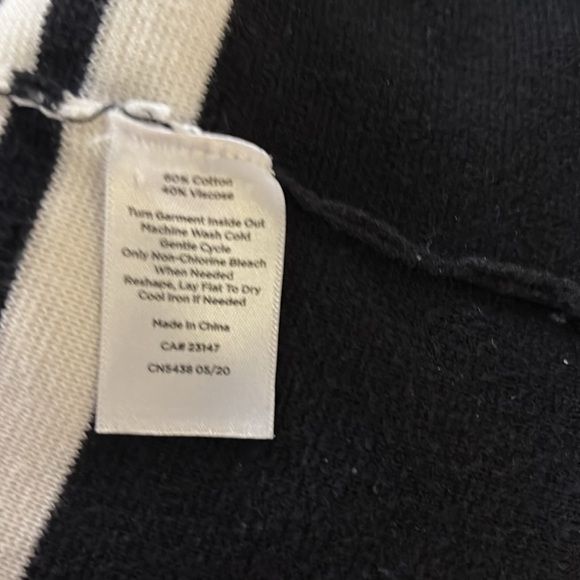 60% Cotton
40% Viscose
Turn Garment Inside Out
Machine Wash Cold
Gentle Cycle
Only Non-Chlorine Bleach
When Needed
Reshape, Lay Flat To Dry
Cool Iron If Needed
Made in China
CA# 23147
CN5438 05/20